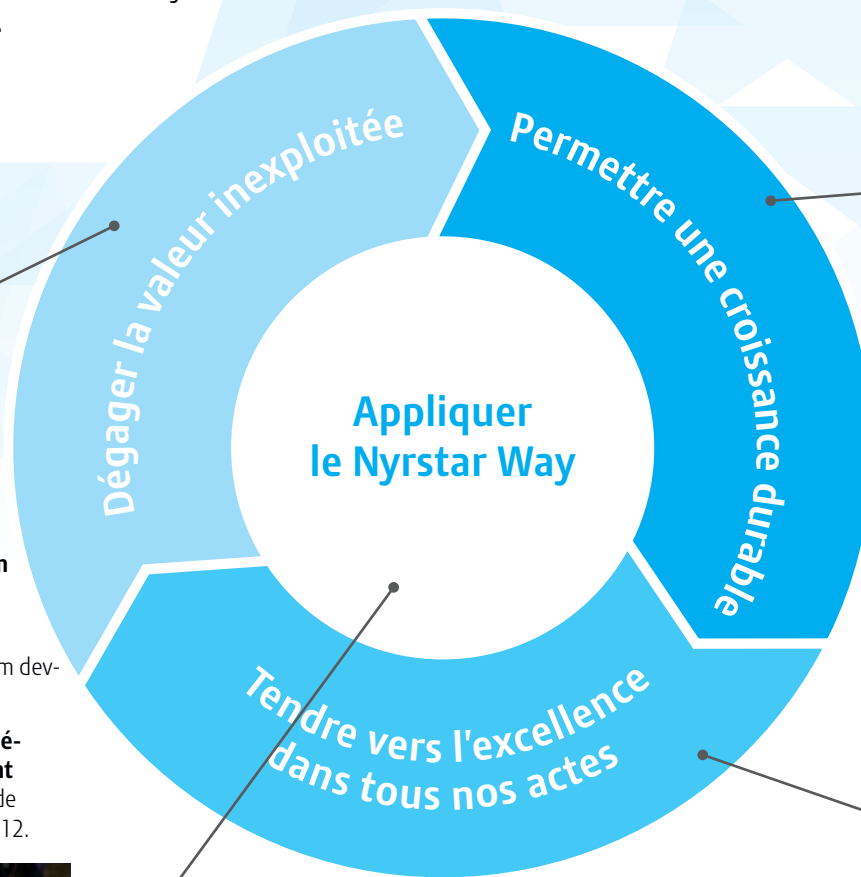 Dégager la valeur inexploitée
Permettre une croissance durable
Appliquer
le Nyrstar Way
Tendre vers l'excellence
dans tous nos actes
m dev-
é-
nt
de
12.